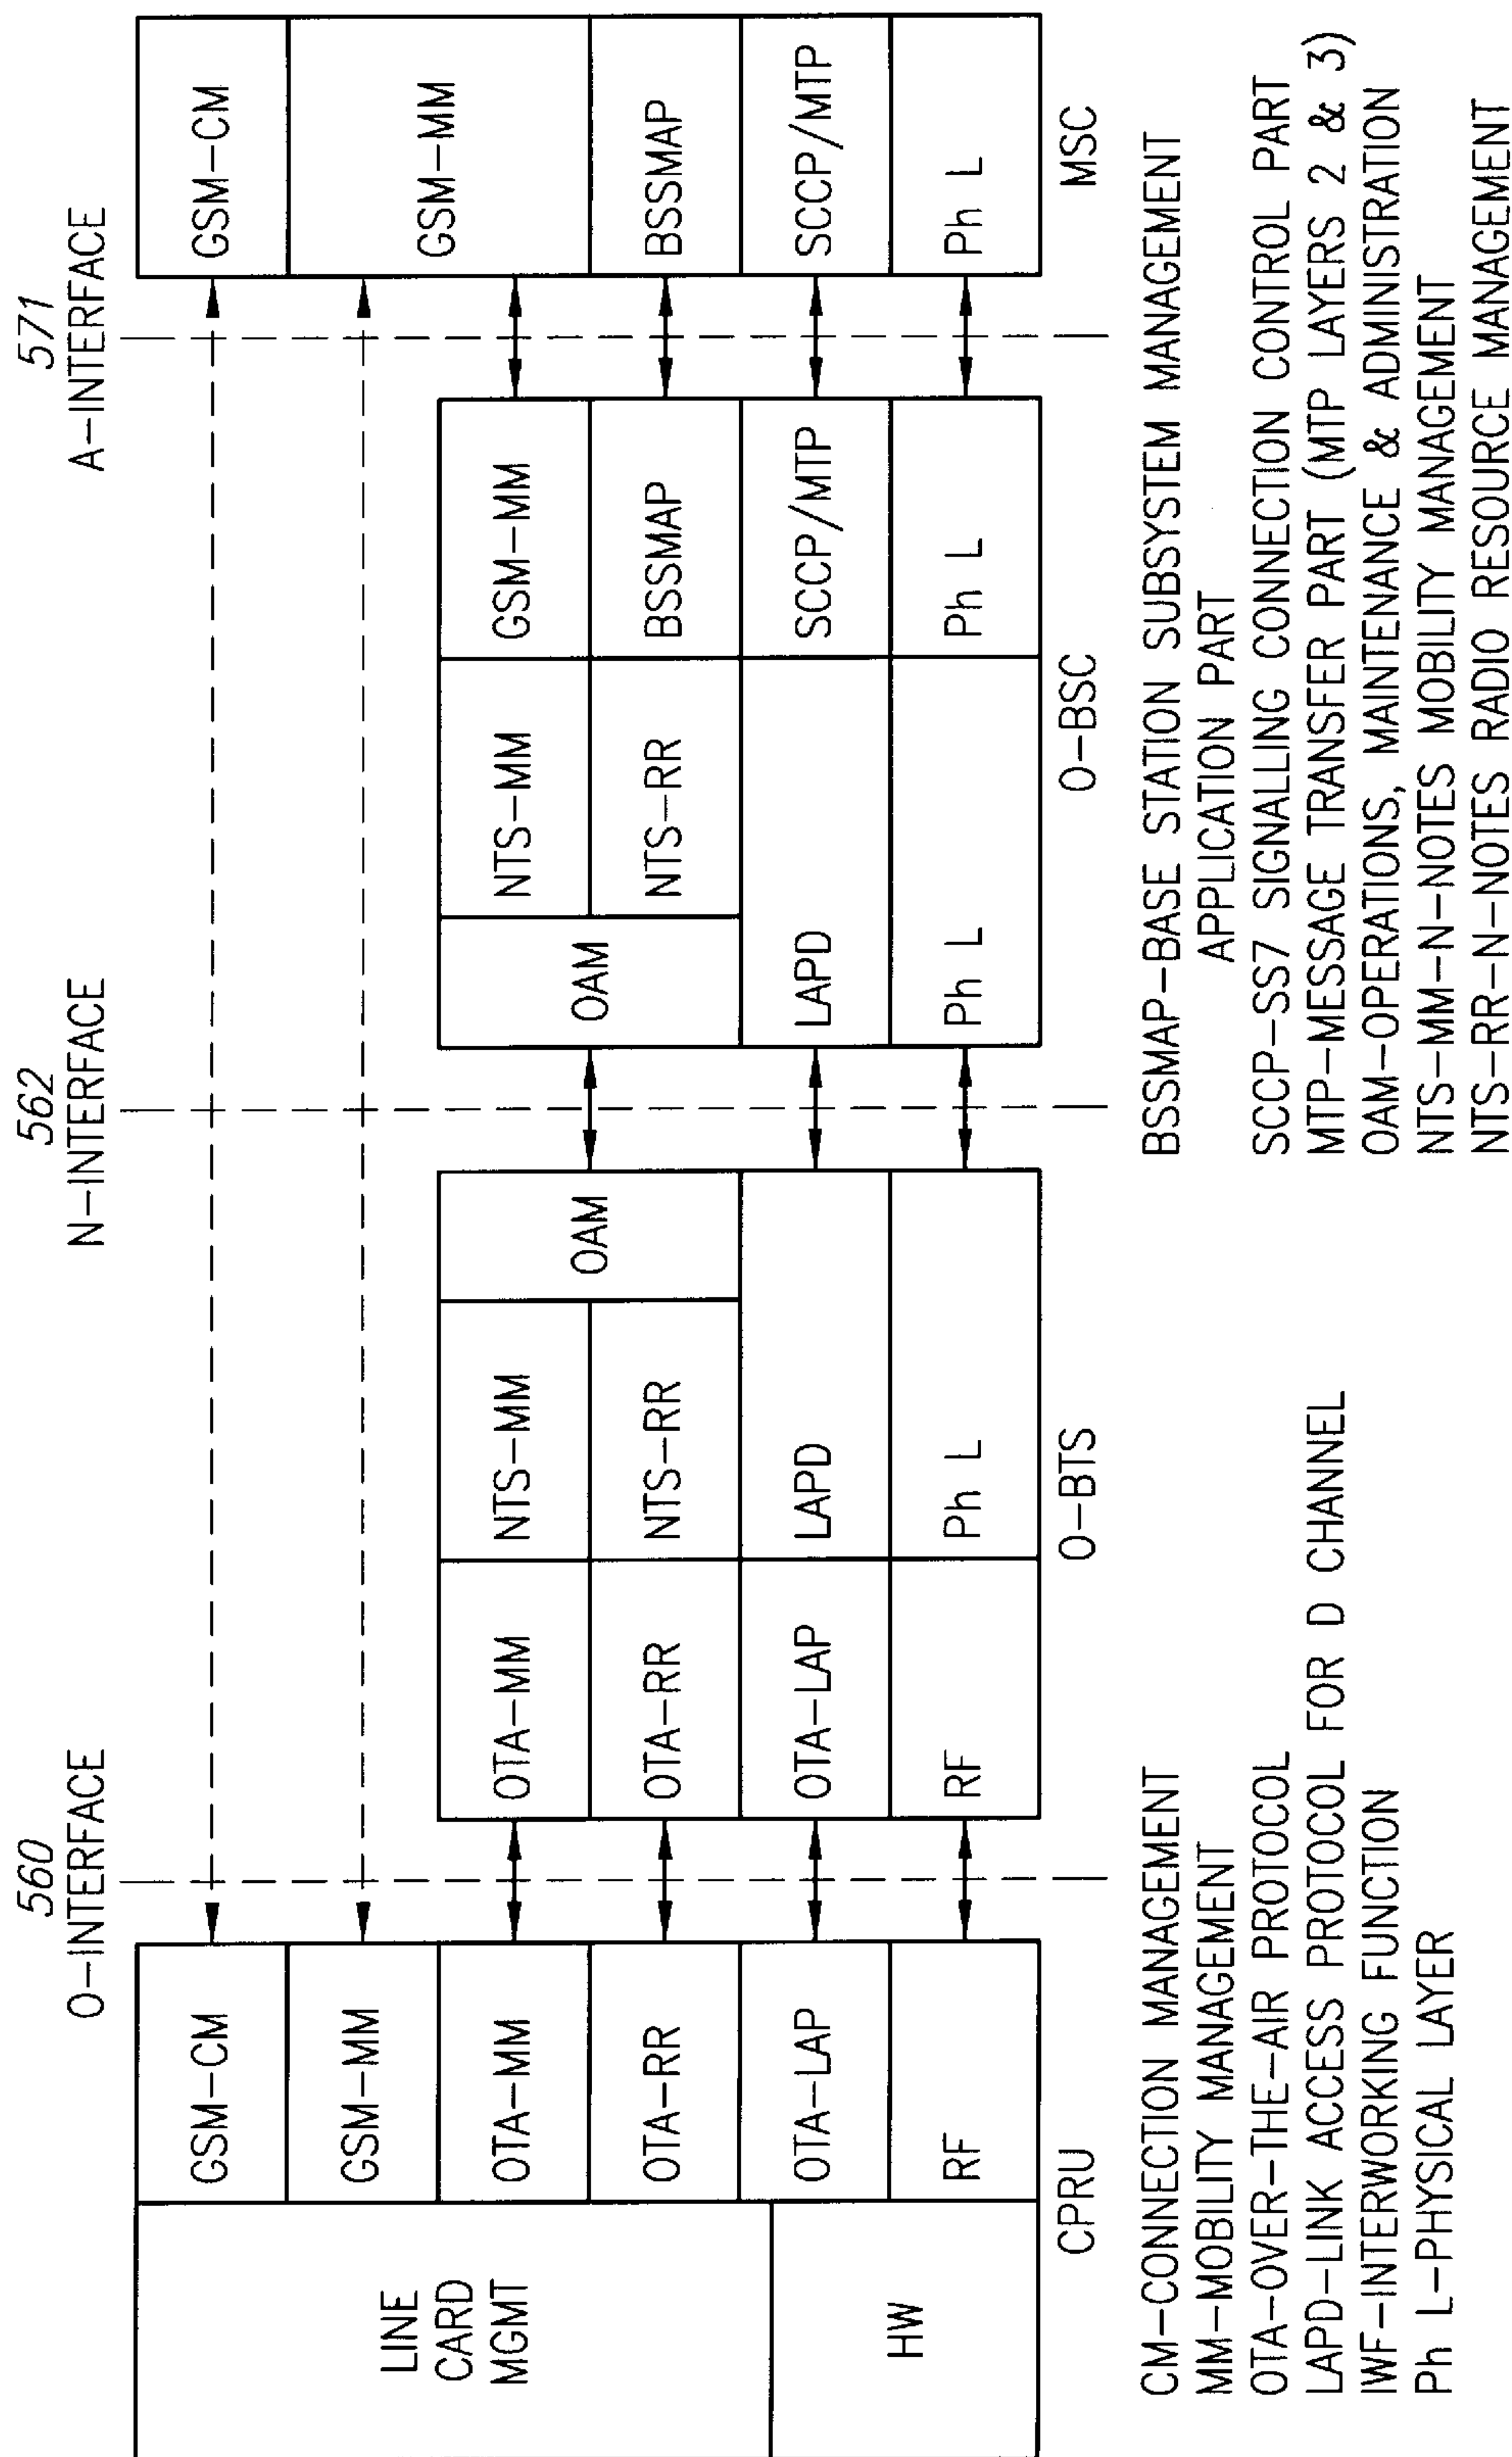 560
O-INTERFACE
562
N-INTERFACE
571
A-INTERFACE
LINE
CARD
MGMT
HW
GSM-CM
GSM-MM
OTA-MM
OTA-RR
OTA-LAP
RF
CPRU
OTA-MM
OTA-RR
OTA-LAP
RF
NTS-MM
NTS-RR
OAM
LAPD
Ph L
O-BTS
OAM
NTS-MM
NTS-RR
LAPD
Ph L
GSM-MM
BSSMAP
SCCP/MTP
Ph L
O-BSC
GSM-CM
GSM-MM
BSSMAP
SCCP/MTP
Ph L
MSC
CM-CONNECTION MANAGEMENT
MM-MOBILITY MANAGEMENT
OTA-OVER-THE-AIR PROTOCOL
LAPD-LINK ACCESS PROTOCOL FOR D CHANNEL
IWF-INTERWORKING FUNCTION
Ph L-PHYSICAL LAYER
BSSMAP-BASE STATION SUBSYSTEM MANAGEMENT
APPLICATION PART
SCCP-SS7 SIGNALLING CONNECTION CONTROL PART
MTP-MESSAGE TRANSFER PART (MTP LAYERS 2 & 3)
OAM-OPERATIONS, MAINTENANCE & ADMINISTRATION
NTS-MM-N-NOTES MOBILITY MANAGEMENT
NTS-RR-N-NOTES RADIO RESOURCE MANAGEMENT